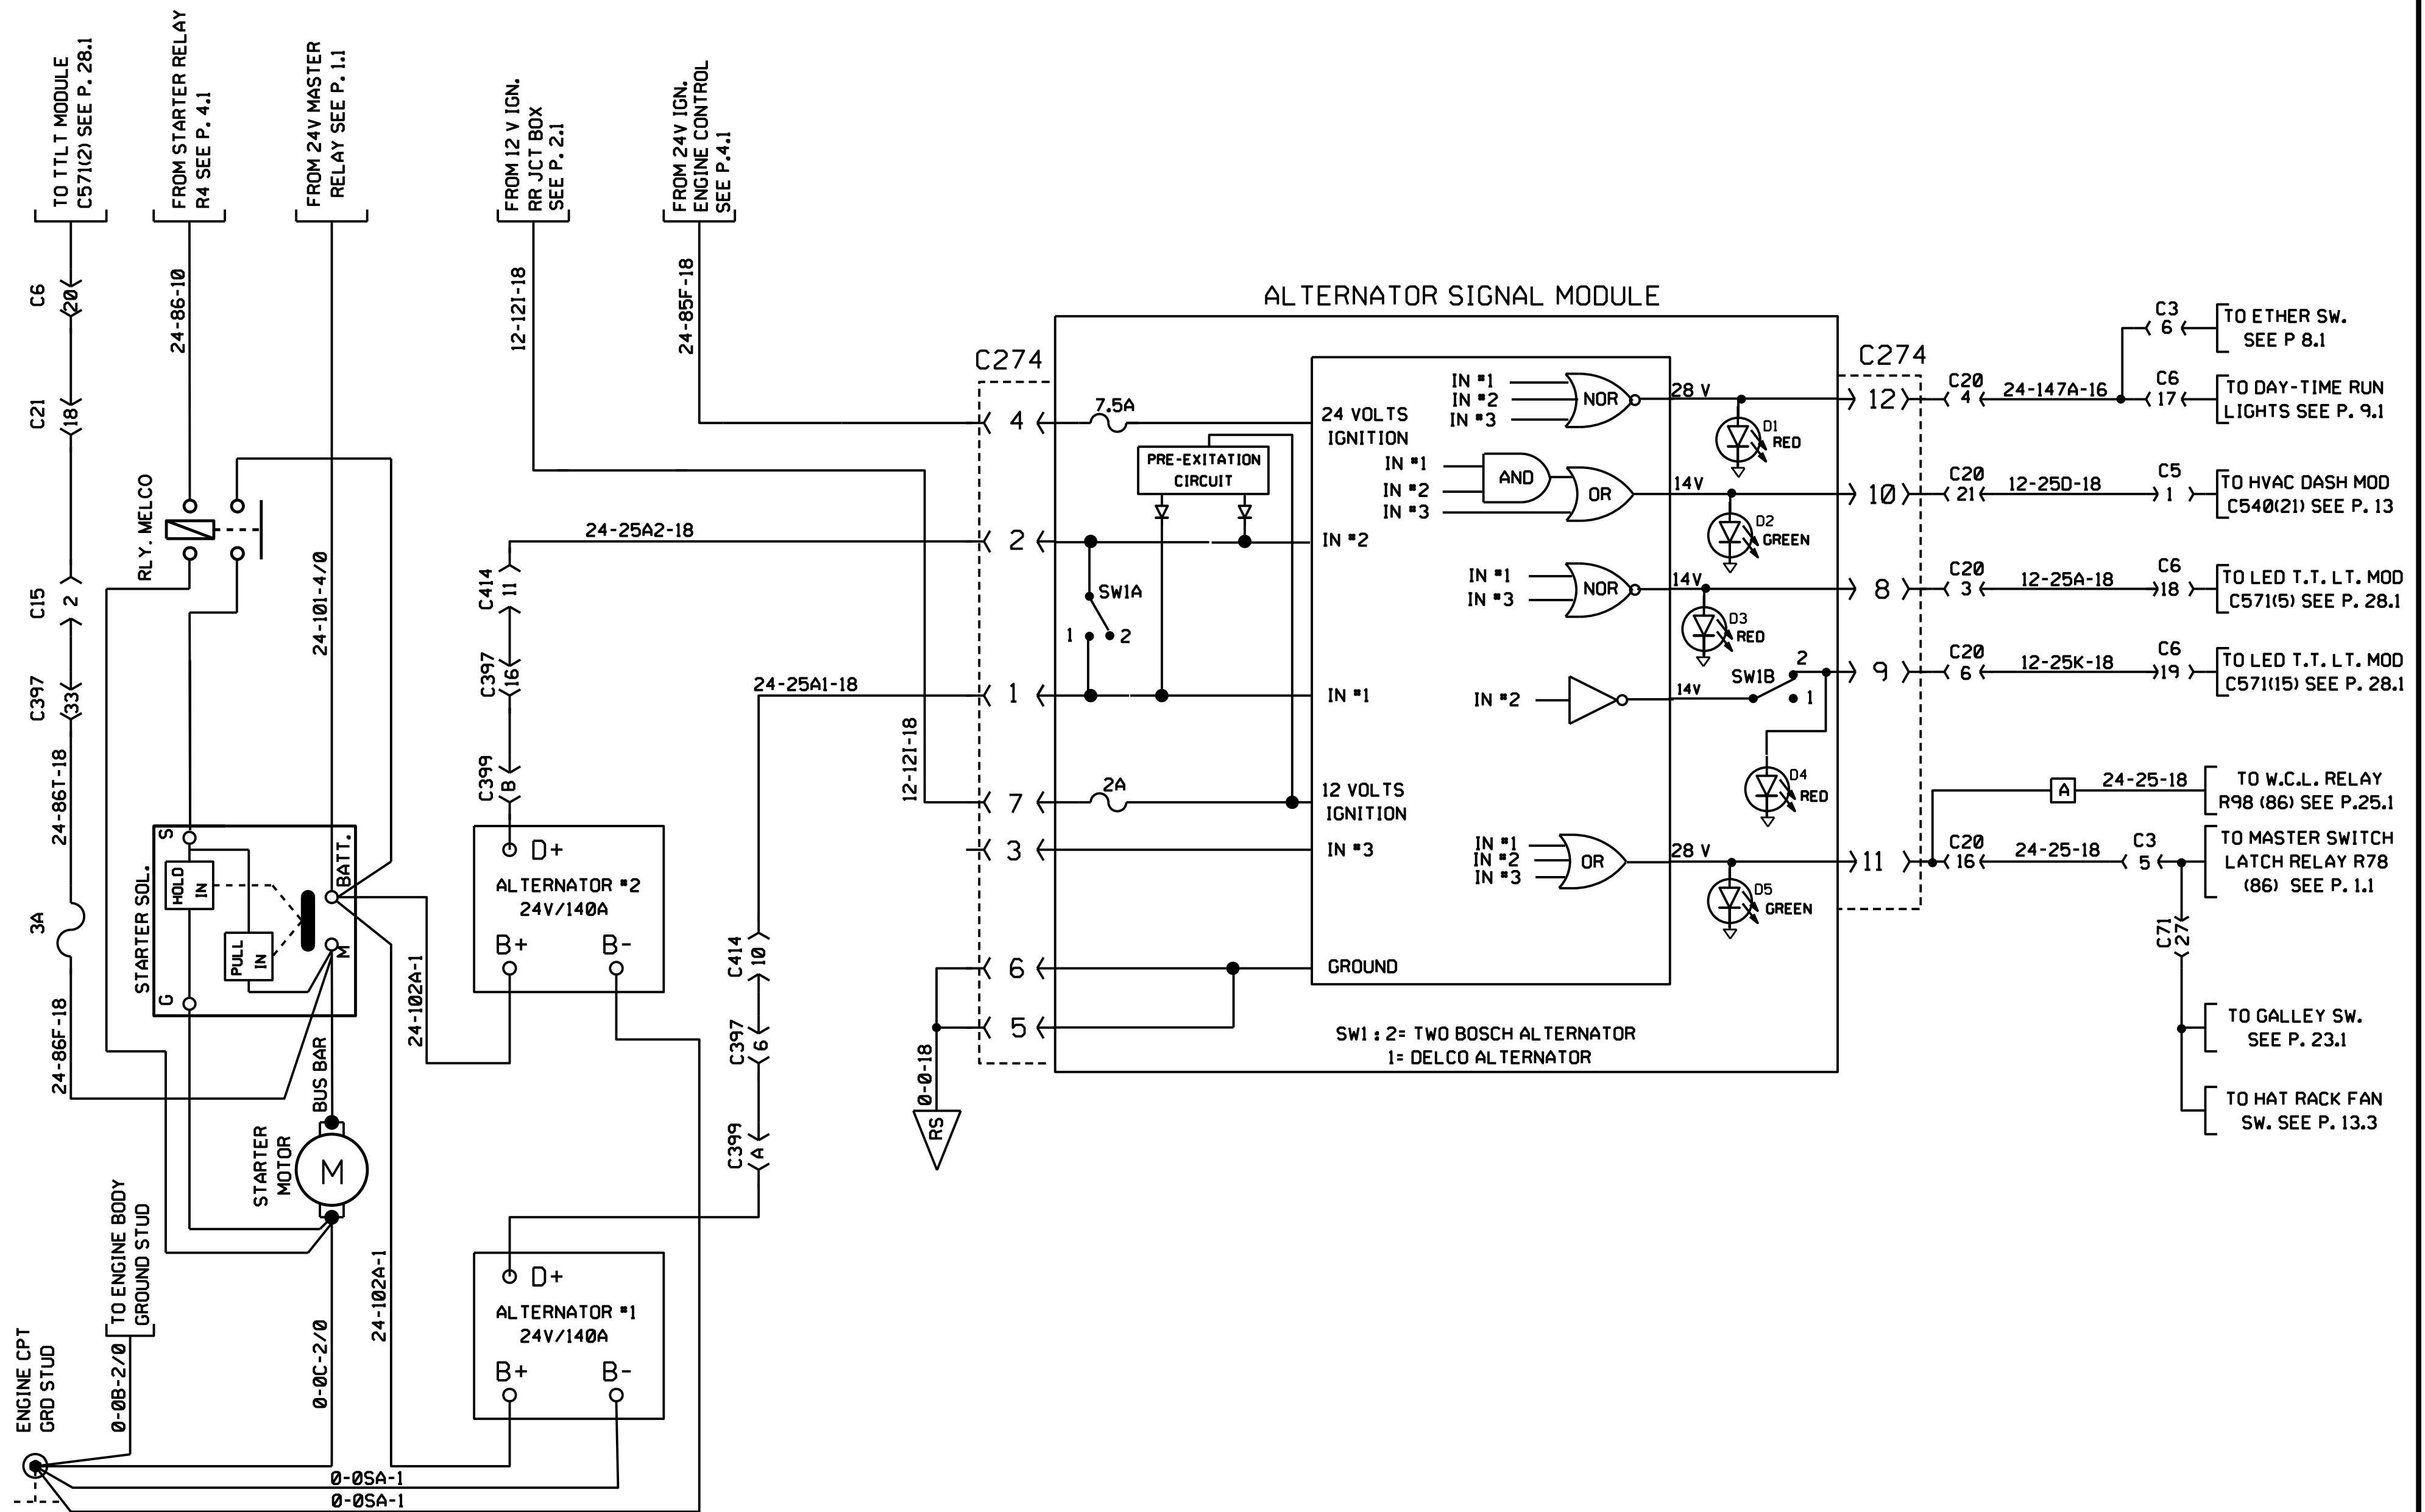 TO TTLT MODULE
C571(2) SEE P. 28.1
FROM STARTER RELAY
R4 SEE P. 4.1
FROM 24V MASTER
RELAY SEE P. 1.1
FROM 12 V IGN.
RR JCT BOX
SEE P. 2.1
FROM 24V IGN.
ENGINE CONTROL
SEE P.4.1
C6
20
C21
18
C15
2
C397
33
24-86T-18
3A
24-86F-18
24-86-10
RLY. MELCO
24-101-4/0
STARTER SOL.
S
HOLD
IN
PULL
IN
G
BATT.
M
BUS BAR
STARTER
MOTOR
M
TO ENGINE BODY
GROUND STUD
ENGINE CPT
GRD STUD
0-0B-2/0
0-0C-2/0
24-102A-1
24-102A-1
0-0SA-1
0-0SA-1
12-12I-18
24-85F-18
24-25A2-18
C414
11
C397
16
C399
B
D+
ALTERNATOR #2
24V/140A
B+
B-
24-25A1-18
C414
10
C397
6
C399
A
D+
ALTERNATOR #1
24V/140A
B+
B-
12-12I-18
0-0-18
RS
ALTERNATOR SIGNAL MODULE
C274
4
2
1
7
3
6
5
7.5A
PRE-EXITATION
CIRCUIT
SW1A
1
2
2A
24 VOLTS
IGNITION
IN #2
IN #1
12 VOLTS
IGNITION
IN #3
GROUND
IN #1
IN #2
IN #3
NOR
28 V
D1
RED
IN #1
IN #2
IN #3
AND
OR
14V
D2
GREEN
IN #1
IN #3
NOR
14V
D3
RED
IN #2
14V
SW1B
2
1
D4
RED
IN #1
IN #2
IN #3
OR
28 V
D5
GREEN
SW1 : 2= TWO BOSCH ALTERNATOR
1= DELCO ALTERNATOR
C274
12
C20
4
24-147A-16
C3
6
TO ETHER SW.
SEE P 8.1
C6
17
TO DAY-TIME RUN
LIGHTS SEE P. 9.1
10
C20
21
12-25D-18
C5
1
TO HVAC DASH MOD
C540(21) SEE P. 13
8
C20
3
12-25A-18
C6
18
TO LED T.T. LT. MOD
C571(5) SEE P. 28.1
9
C20
6
12-25K-18
C6
19
TO LED T.T. LT. MOD
C571(15) SEE P. 28.1
A
24-25-18
TO W.C.L. RELAY
R98 (86) SEE P.25.1
11
C20
16
24-25-18
C3
5
TO MASTER SWITCH
LATCH RELAY R78
(86) SEE P. 1.1
C71
27
TO GALLEY SW.
SEE P. 23.1
TO HAT RACK FAN
SW. SEE P. 13.3